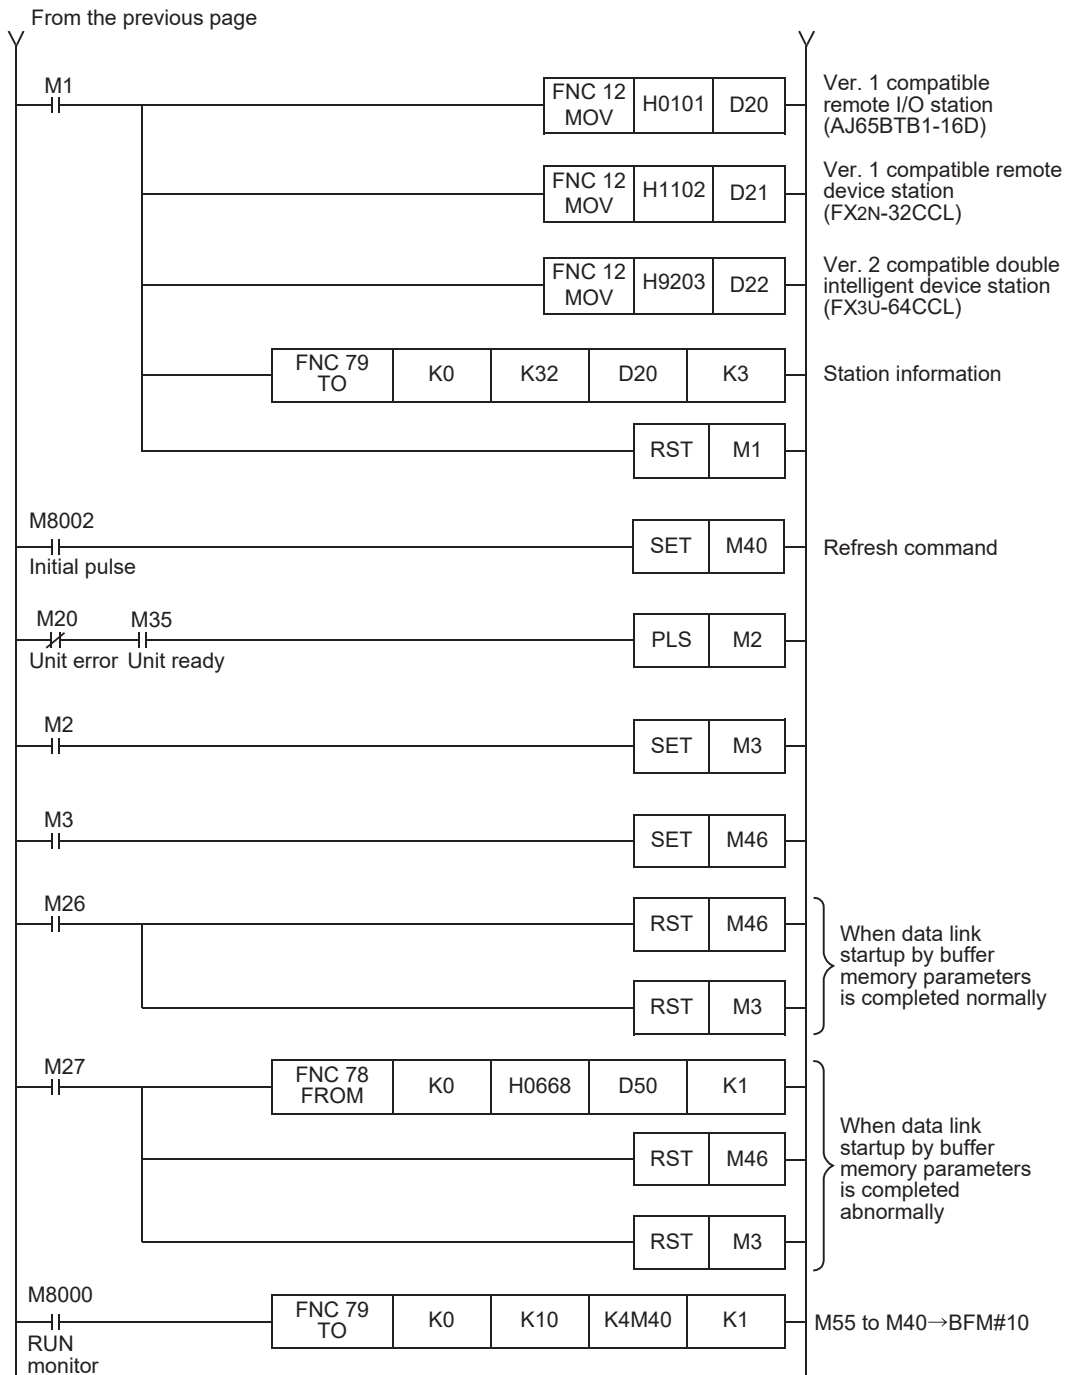 From the previous page
M1
FNC 12
MOV
H0101
D20
Ver. 1 compatible
remote I/O station
(AJ65BTB1-16D)
FNC 12
MOV
H1102
D21
Ver. 1 compatible remote
device station
(FX2N-32CCL)
FNC 12
MOV
H9203
D22
Ver. 2 compatible double
intelligent device station
(FX3U-64CCL)
FNC 79
TO
K0
K32
D20
K3
Station information
RST
M1
M8002
Initial pulse
SET
M40
Refresh command
M20
Unit error
M35
Unit ready
PLS
M2
M2
SET
M3
M3
SET
M46
M26
RST
M46
RST
M3
When data link
startup by buffer
memory parameters
is completed normally
M27
FNC 78
FROM
K0
H0668
D50
K1
RST
M46
RST
M3
When data link
startup by buffer
memory parameters
is completed
abnormally
M8000
RUN
monitor
FNC 79
TO
K0
K10
K4M40
K1
M55 to M40→BFM#10